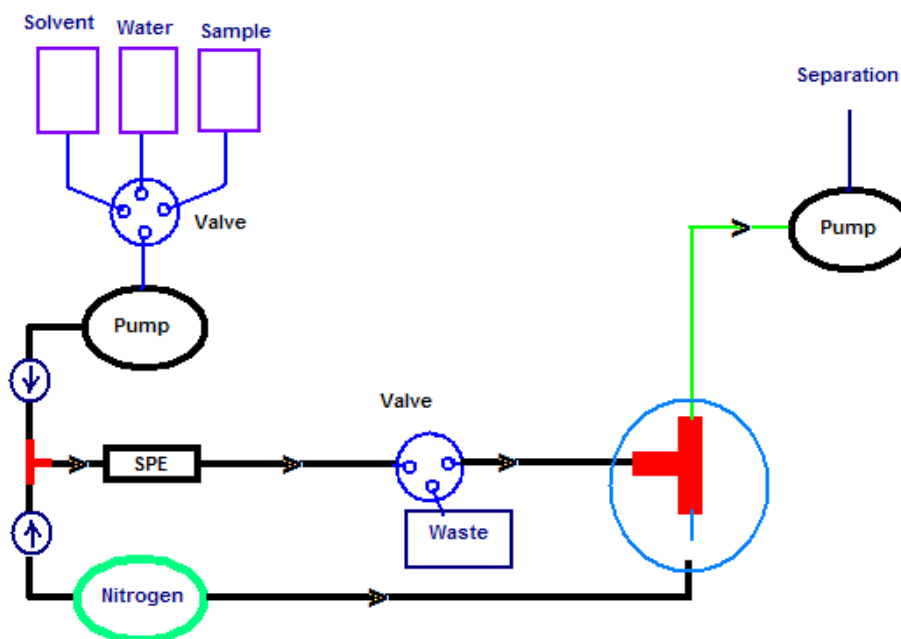 Solvent
Water
Sample
Separation
Valve
Pump
Pump
Valve
SPE
Waste
Nitrogen